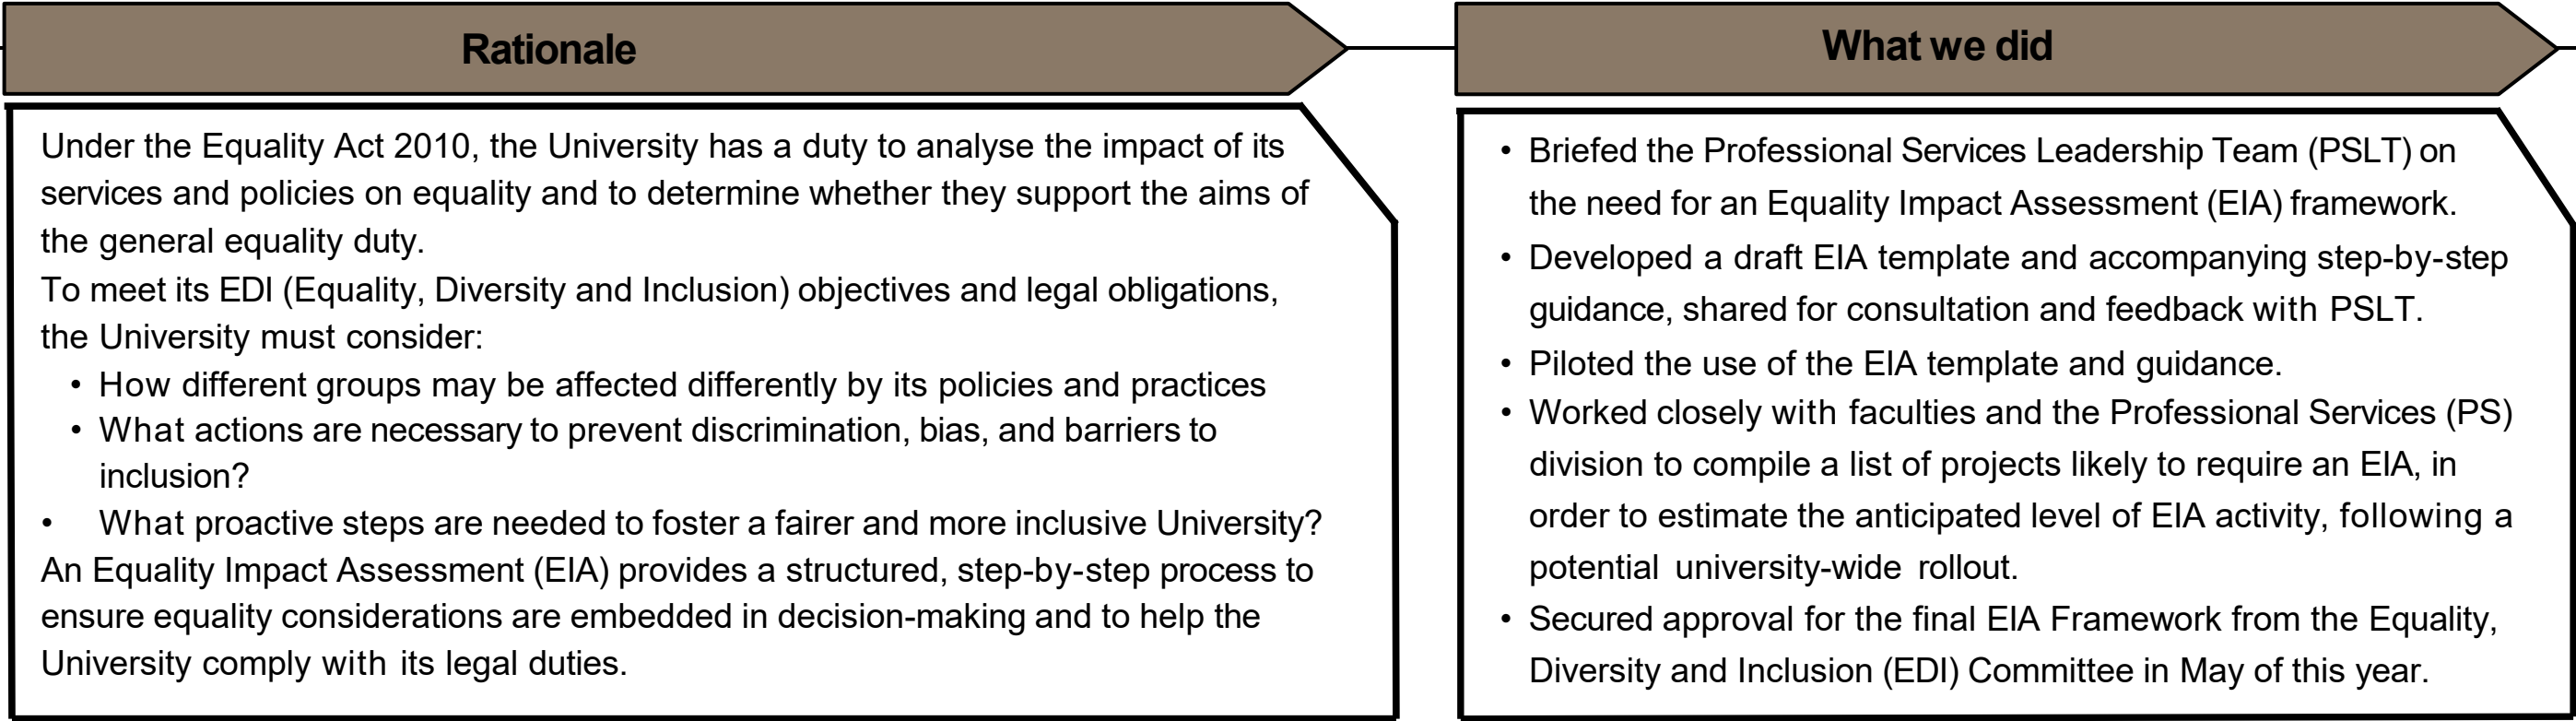 Rationale
Under the Equality Act 2010, the University has a duty to analyse the impact of its
services and policies on equality and to determine whether they support the aims of
the general equality duty.
To meet its EDI (Equality, Diversity and Inclusion) objectives and legal obligations,
the University must consider:
• How different groups may be affected differently by its policies and practices
• What actions are necessary to prevent discrimination, bias, and barriers to
inclusion?
• What proactive steps are needed to foster a fairer and more inclusive University?
An Equality Impact Assessment (EIA) provides a structured, step-by-step process to
ensure equality considerations are embedded in decision-making and to help the
University comply with its legal duties.
What we did
• Briefed the Professional Services Leadership Team (PSLT) on
the need for an Equality Impact Assessment (EIA) framework.
• Developed a draft EIA template and accompanying step-by-step
guidance, shared for consultation and feedback with PSLT.
• Piloted the use of the EIA template and guidance.
• Worked closely with faculties and the Professional Services (PS)
division to compile a list of projects likely to require an EIA, in
order to estimate the anticipated level of EIA activity, following a
potential university-wide rollout.
• Secured approval for the final EIA Framework from the Equality,
Diversity and Inclusion (EDI) Committee in May of this year.